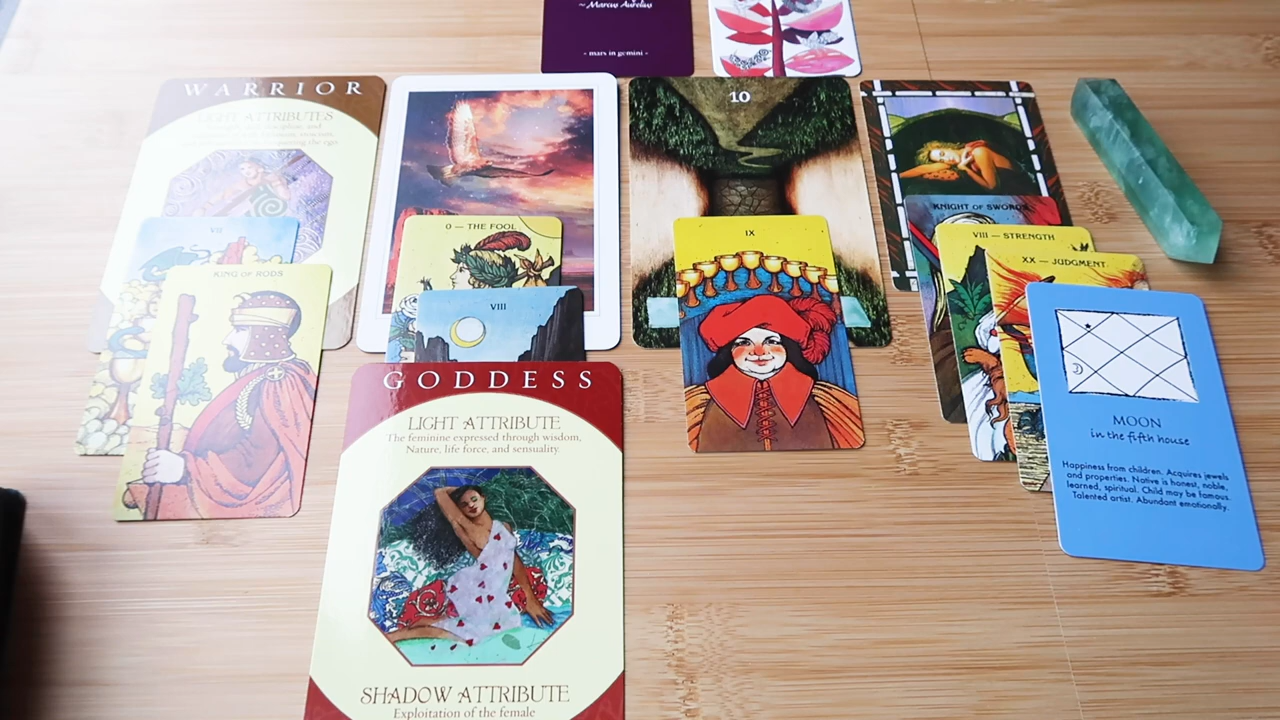 ~ Marcus Aurelius
- mars in gemini -
WARRIOR
LIGHT ATTRIBUTES
the ego.
VII
KING OF RODS
0 — THE FOOL
VIII
GODDESS
LIGHT ATTRIBUTE
The feminine expressed through wisdom,
Nature, life force, and sensuality.
SHADOW ATTRIBUTE
Exploitation of the female
10
IX
KNIGHT OF SWORDS
VIII — STRENGTH
XX — JUDGMENT.
MOON
in the fifth house
Happiness from children. Acquires jewels
and properties. Native is honest, noble,
learned, spiritual. Child may be famous.
Talented artist. Abundant emotionally.